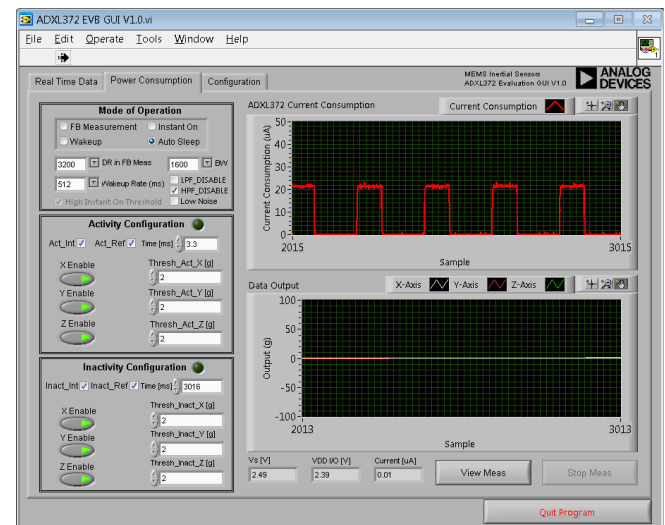 ADXL372 EVB GUI V1.0.vi
File Edit Operate Tools Window Help
1
Real Time Data Power Consumption Configuration
MEMS Inertial Sensors
ADXL372 Evaluation GUI V1.0
ANALOG
DEVICES
Mode of Operation
FB Measurement Instant On
Wakeup Auto Sleep
3200 DR in FB Meas 1600 BW
512 Wakeup Rate (ms) LPF_DISABLE
HPF_DISABLE
High Instant On Threshold Low Noise
Activity Configuration
Act_Int Act_Ref Time [ms] 3.3
X Enable Thresh_Act_X [g]
2
Y Enable Thresh_Act_Y [g]
2
Z Enable Thresh_Act_Z [g]
2
Inactivity Configuration
Inact_Int Inact_Ref Time [ms] 3016
X Enable Thresh_Inact_X [g]
2
Y Enable Thresh_Inact_Y [g]
2
Z Enable Thresh_Inact_Z [g]
2
ADXL372 Current Consumption Current Consumption
Current Consumption (uA)
50
40
30
20
10
0
2015 3015
Sample
Data Output X-Axis Y-Axis Z-Axis
Output (g)
100
50
0
-50
-100
2013 3013
Sample
Vs [V] VDD I/O [V] Current [uA]
2.49 2.39 0.01
View Meas Stop Meas
Quit Program